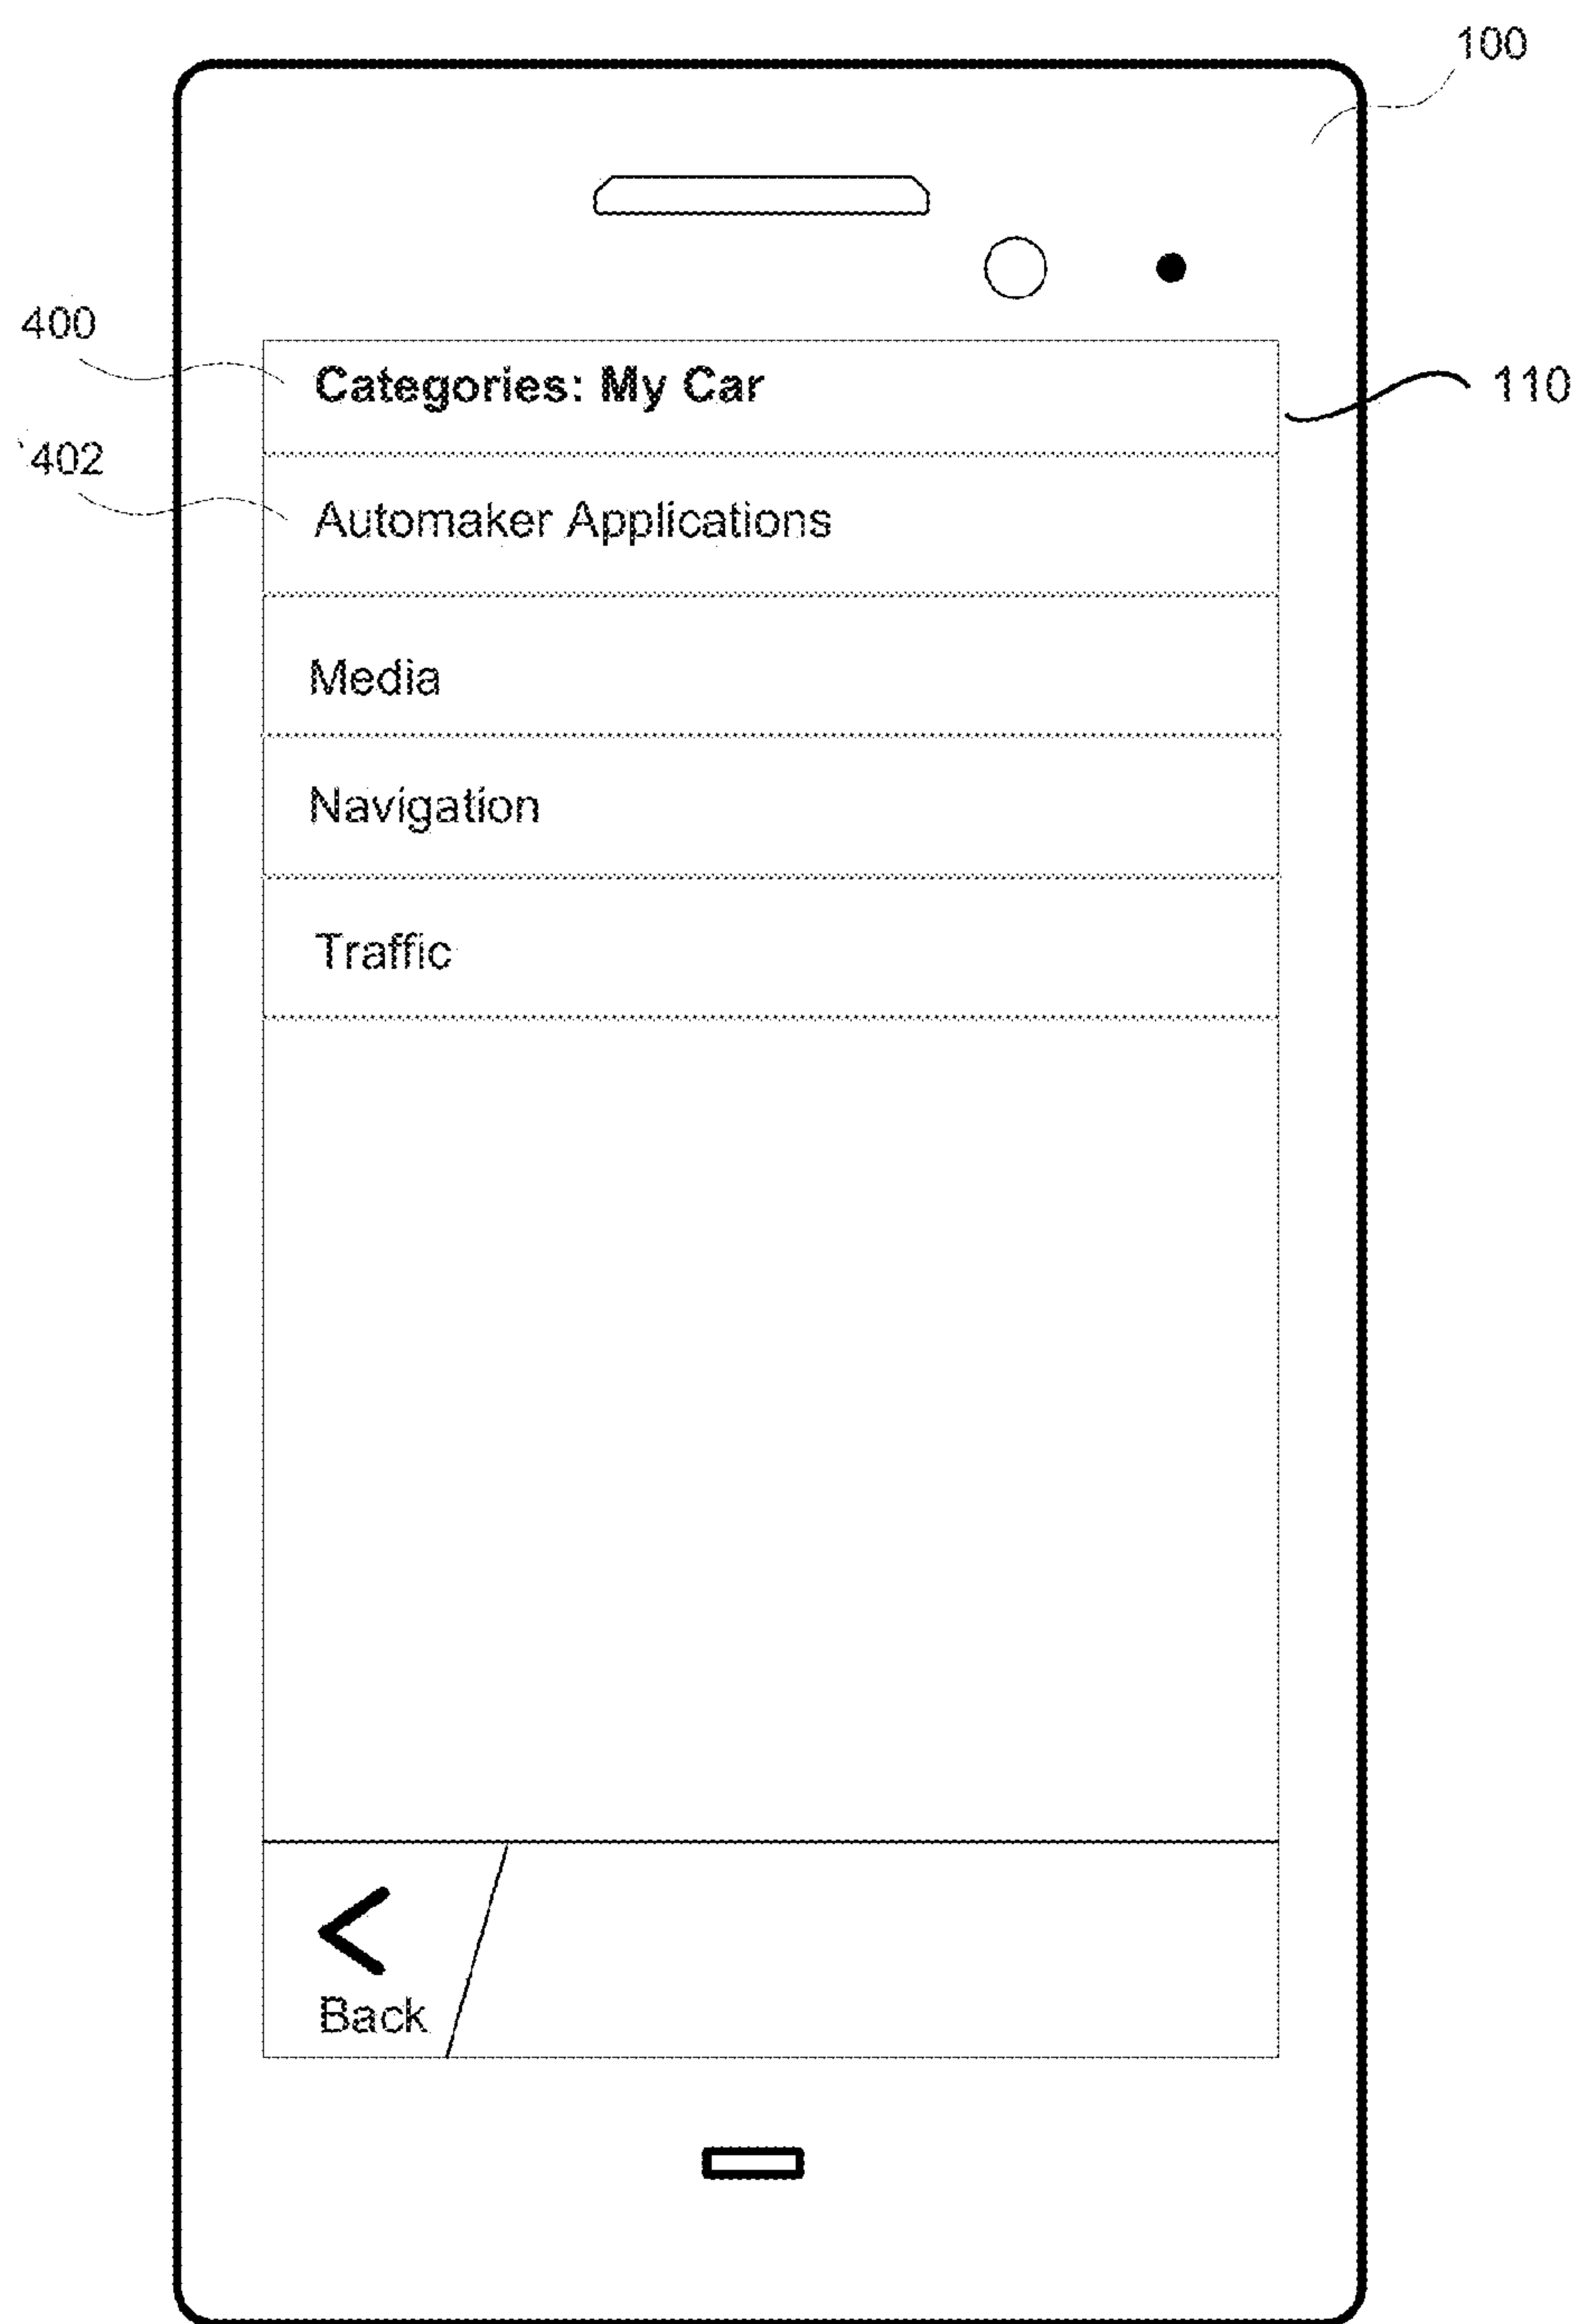 100
400
Categories: My Car
110
402
Automaker Applications
Media
Navigation
Traffic
Back